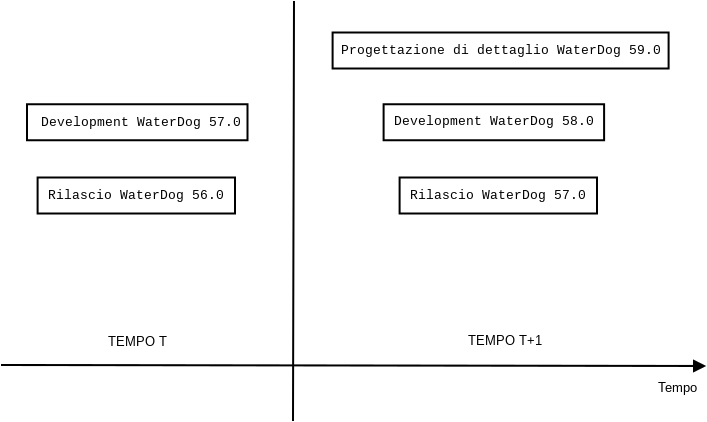 Progettazione di dettaglio WaterDog 59.0
Development WaterDog 57.0
Development WaterDog 58.0
Rilascio WaterDog 56.0
Rilascio WaterDog 57.0
TEMPO T
TEMPO T+1
Tempo